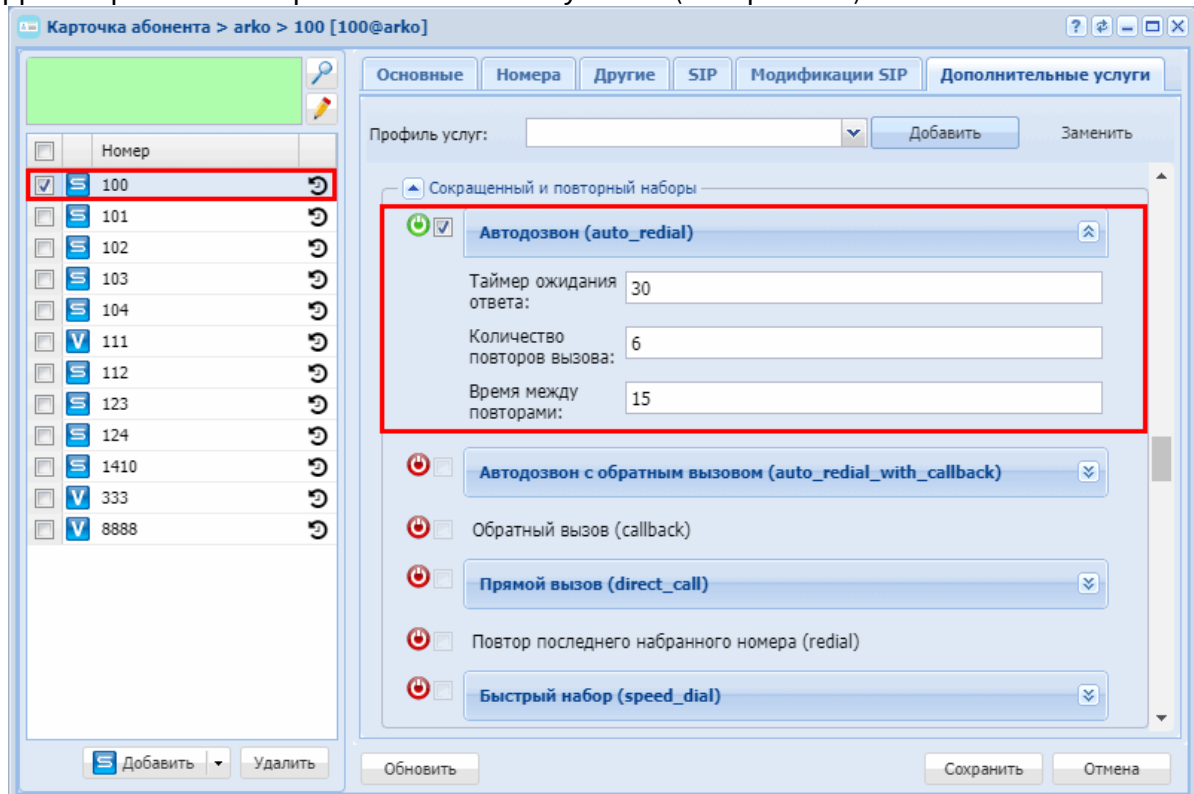 Карточка абонента > arko > 100 [100@arko]
Основные Номера Другие SIP Модификации SIP Дополнительные услуги
Профиль услуг: Добавить Заменить
Номер
100
101
102
103
104
111
112
123
124
1410
333
8888
Сокращенный и повторный наборы
Автодозвон (auto_redial)
Таймер ожидания
ответа:
30
Количество
повторов вызова:
6
Время между
повторами:
15
Автодозвон с обратным вызовом (auto_redial_with_callback)
Обратный вызов (callback)
Прямой вызов (direct_call)
Повтор последнего набранного номера (redial)
Быстрый набор (speed_dial)
Добавить Удалить
Обновить Сохранить Отмена